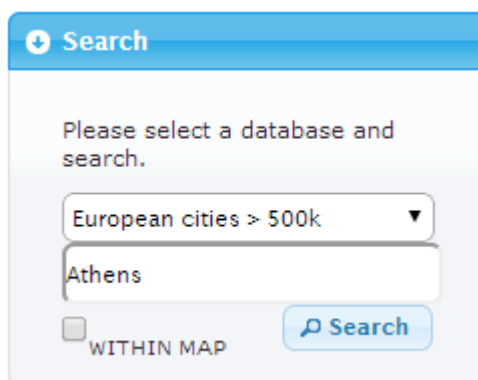 Search
Please select a database and
search.
European cities > 500k
Athens
WITHIN MAP
Search